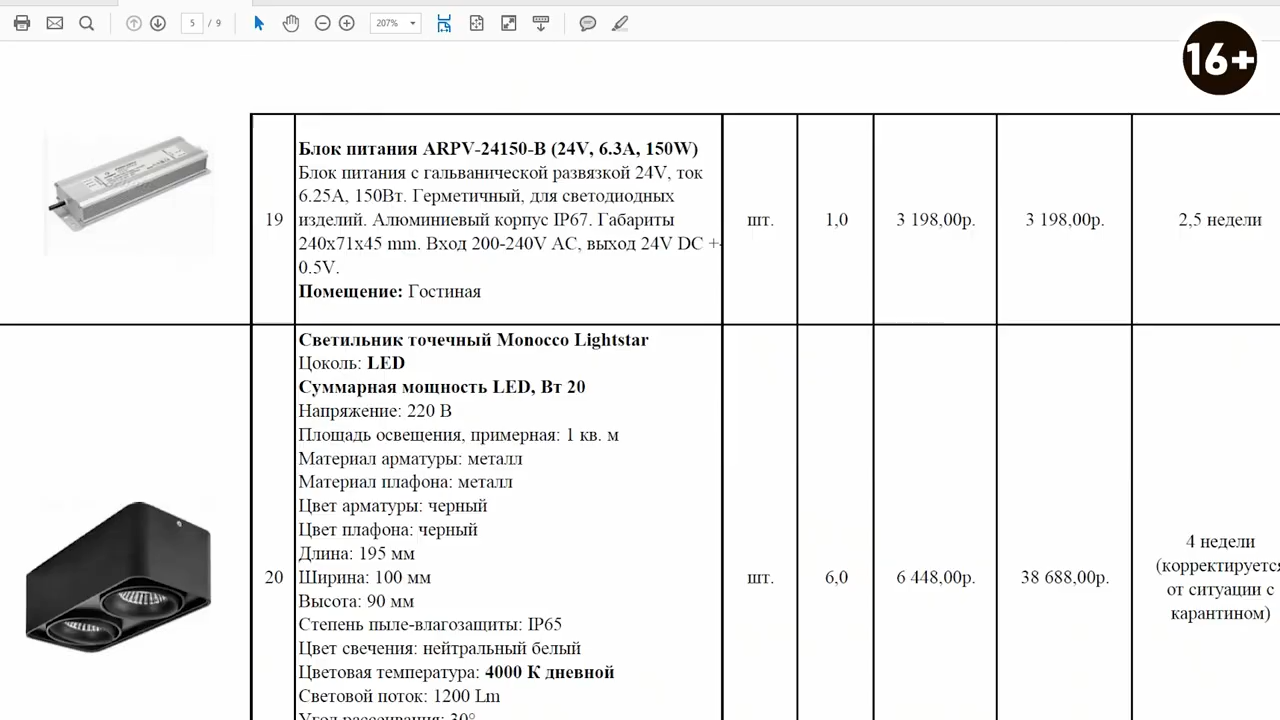 5 / 9
207%
16+
19
Блок питания ARPV-24150-B (24V, 6.3A, 150W)
Блок питания с гальванической развязкой 24V, ток
6.25A, 150Вт. Герметичный, для светодиодных
изделий. Алюминиевый корпус IP67. Габариты
240x71x45 mm. Вход 200-240V AC, выход 24V DC +-
0.5V.
Помещение: Гостиная
шт.
1,0
3 198,00р.
3 198,00р.
2,5 недели
20
Светильник точечный Monocco Lightstar
Цоколь: LED
Суммарная мощность LED, Вт 20
Напряжение: 220 В
Площадь освещения, примерная: 1 кв. м
Материал арматуры: металл
Материал плафона: металл
Цвет арматуры: черный
Цвет плафона: черный
Длина: 195 мм
Ширина: 100 мм
Высота: 90 мм
Степень пыле-влагозащиты: IP65
Цвет свечения: нейтральный белый
Цветовая температура: 4000 К дневной
Световой поток: 1200 Lm
Угол рассеивания: 30°
шт.
6,0
6 448,00р.
38 688,00р.
4 недели
(корректируется
от ситуации с
карантином)